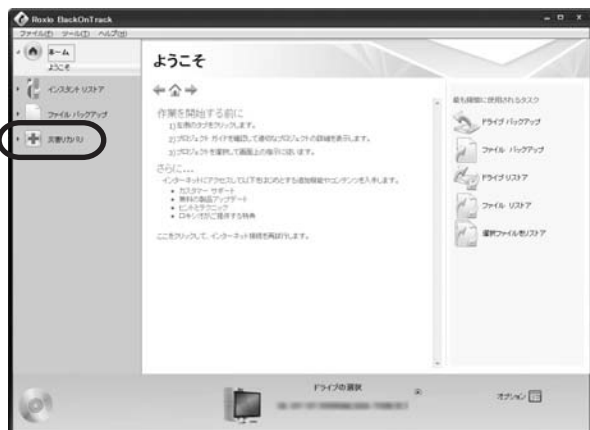 Roxio BackOnTrack
ファイル(F) ツール(T) ヘルプ(H)
ホーム
ようこそ
インスタント リストア
ファイル バックアップ
災害リカバリ
ようこそ
作業を開始する前に
1) 左側のタブをクリックします。
2) プロジェクト ガイドを確認して適切なプロジェクトの詳細を表示します。
3) プロジェクトを選択して画面上の指示に従います。
さらに...
インターネットにアクセスして以下をはじめとする追加機能やコンテンツを入手します。
• カスタマー サポート
• 無料の製品アップデート
• ヒントとテクニック
• ロキシオがご提供する特典
ここをクリックして、インターネット接続を再試行します。
最も頻繁に使用されるタスク
ドライブ バックアップ
ファイル バックアップ
ドライブ リストア
ファイル リストア
選択ファイルをリストア
ドライブの選択
オプション